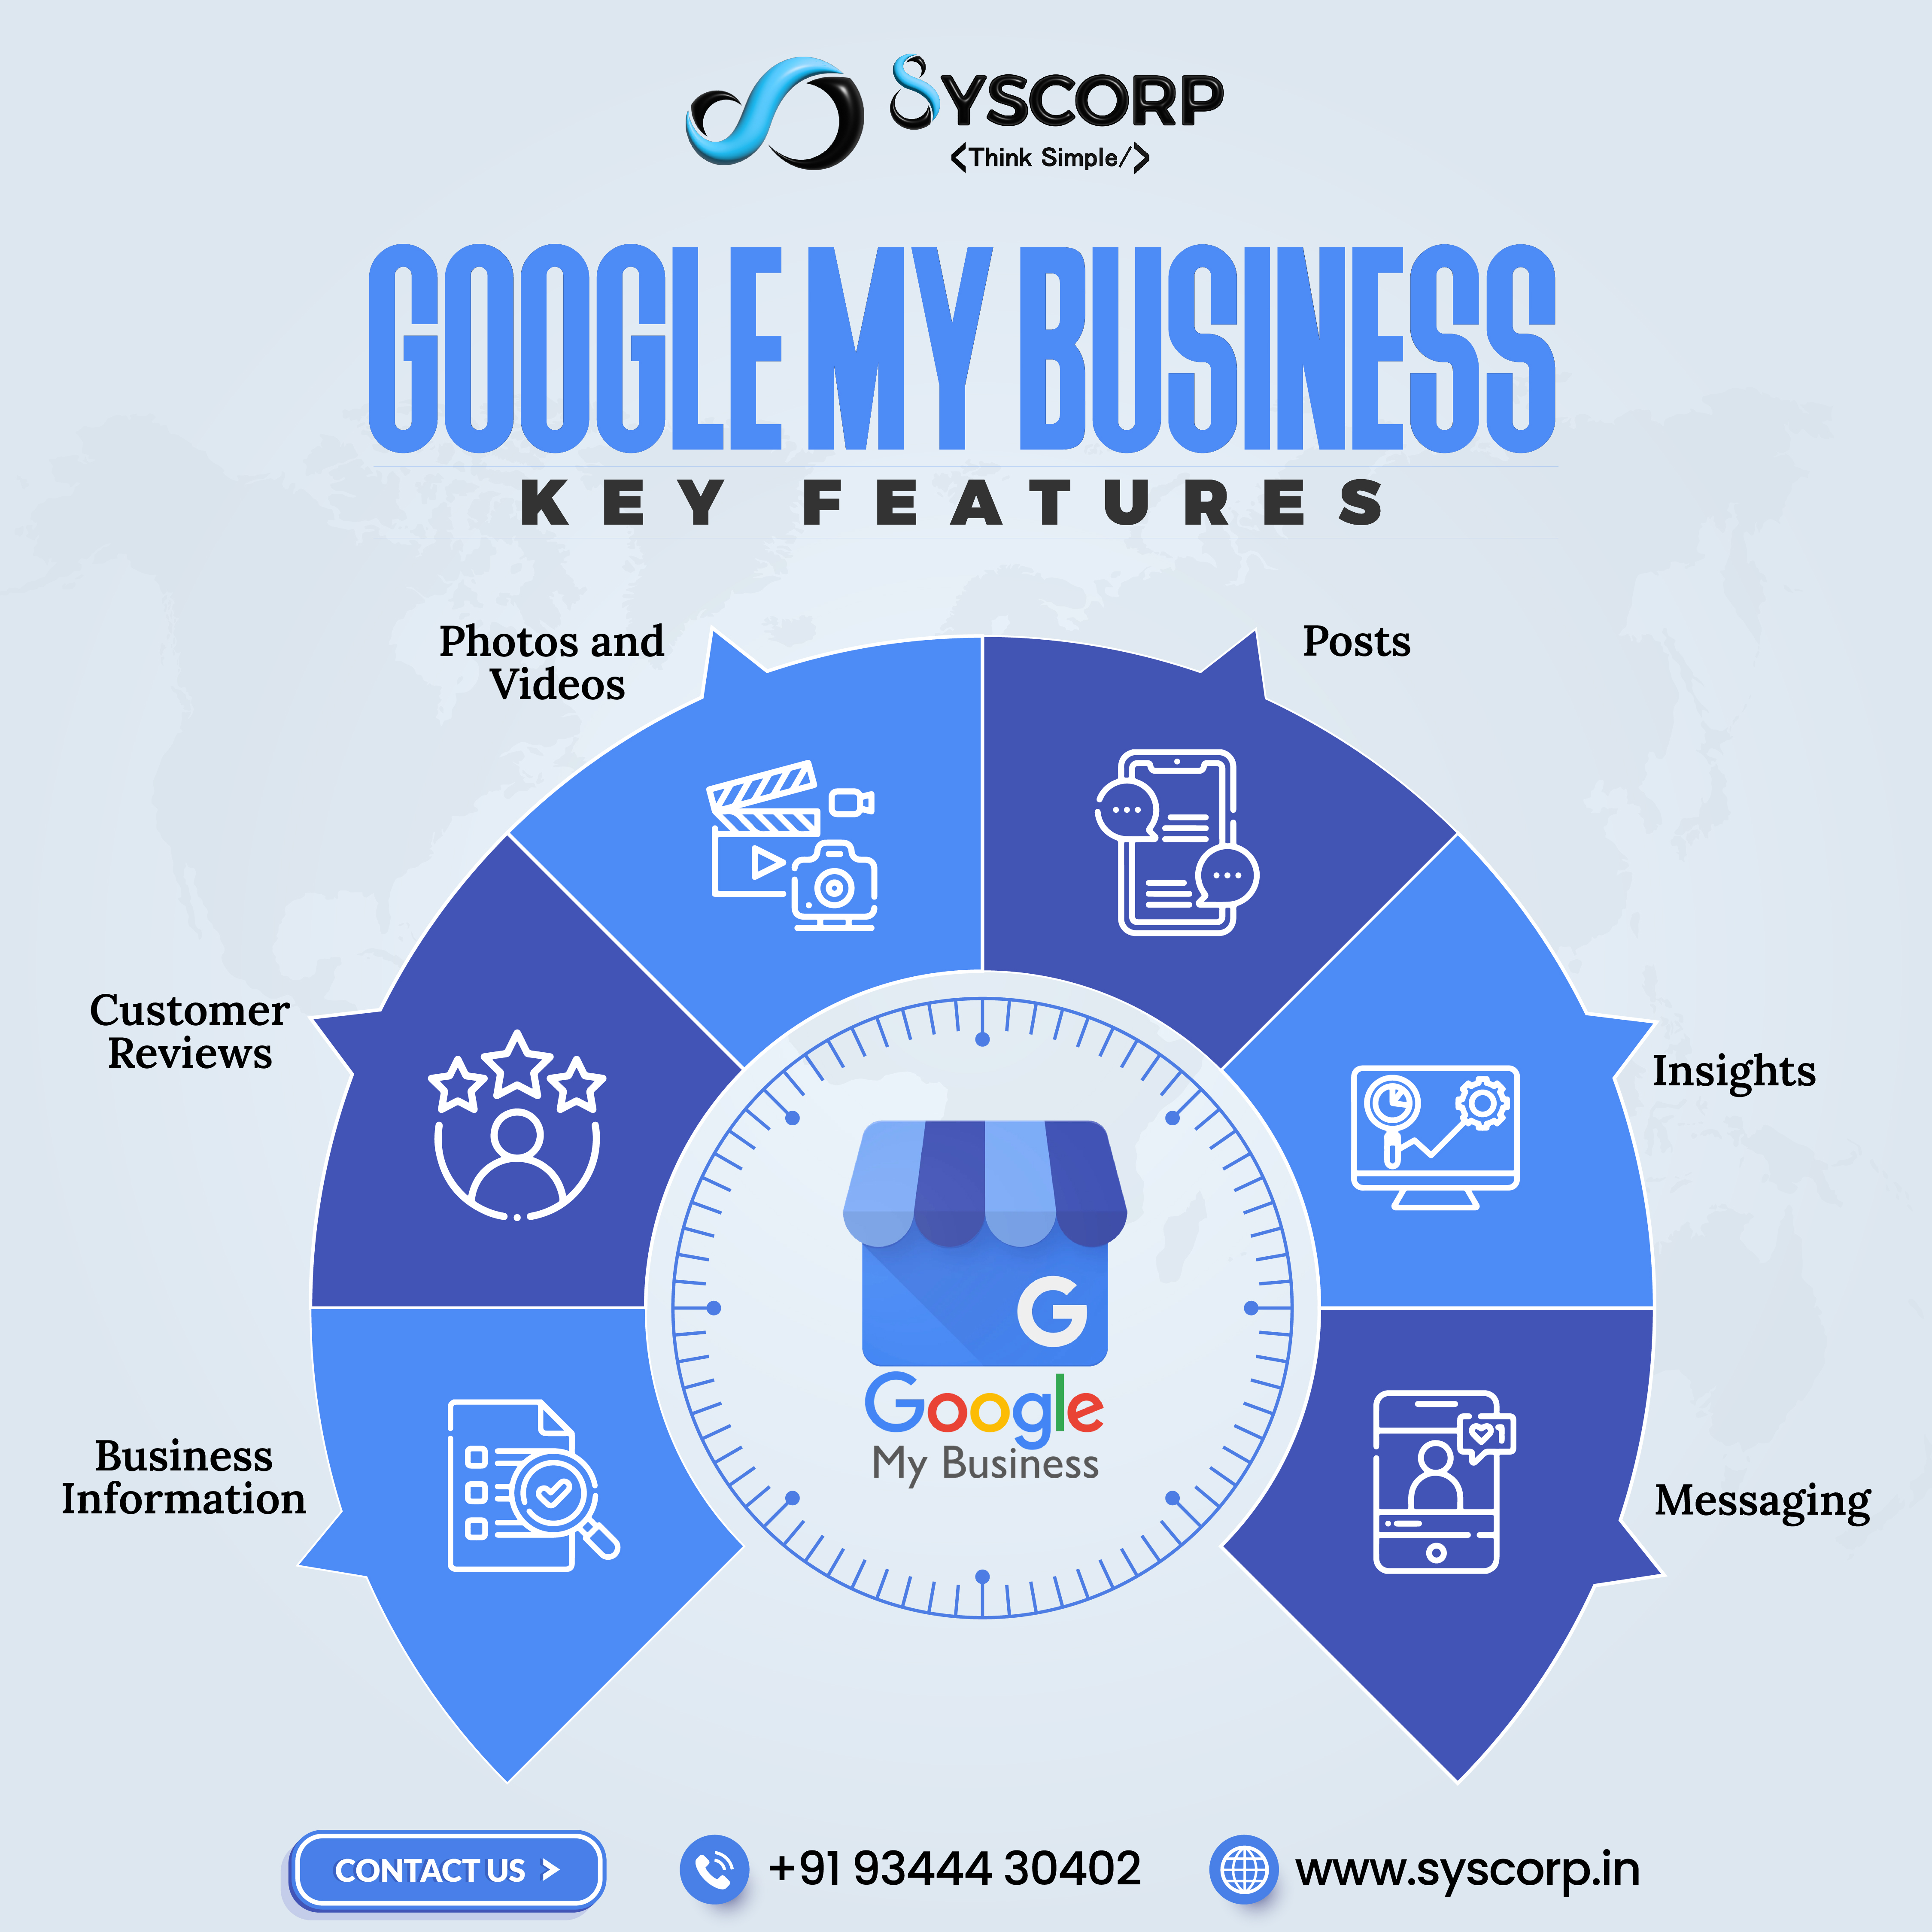 SYSCORP
<Think Simple/>
GOOGLE MY BUSINESS
KEY FEATURES
Photos and
Videos
Posts
Customer
Reviews
Insights
Business
Information
Messaging
G
Google
My Business
CONTACT US >
+91 93444 30402
www.syscorp.in